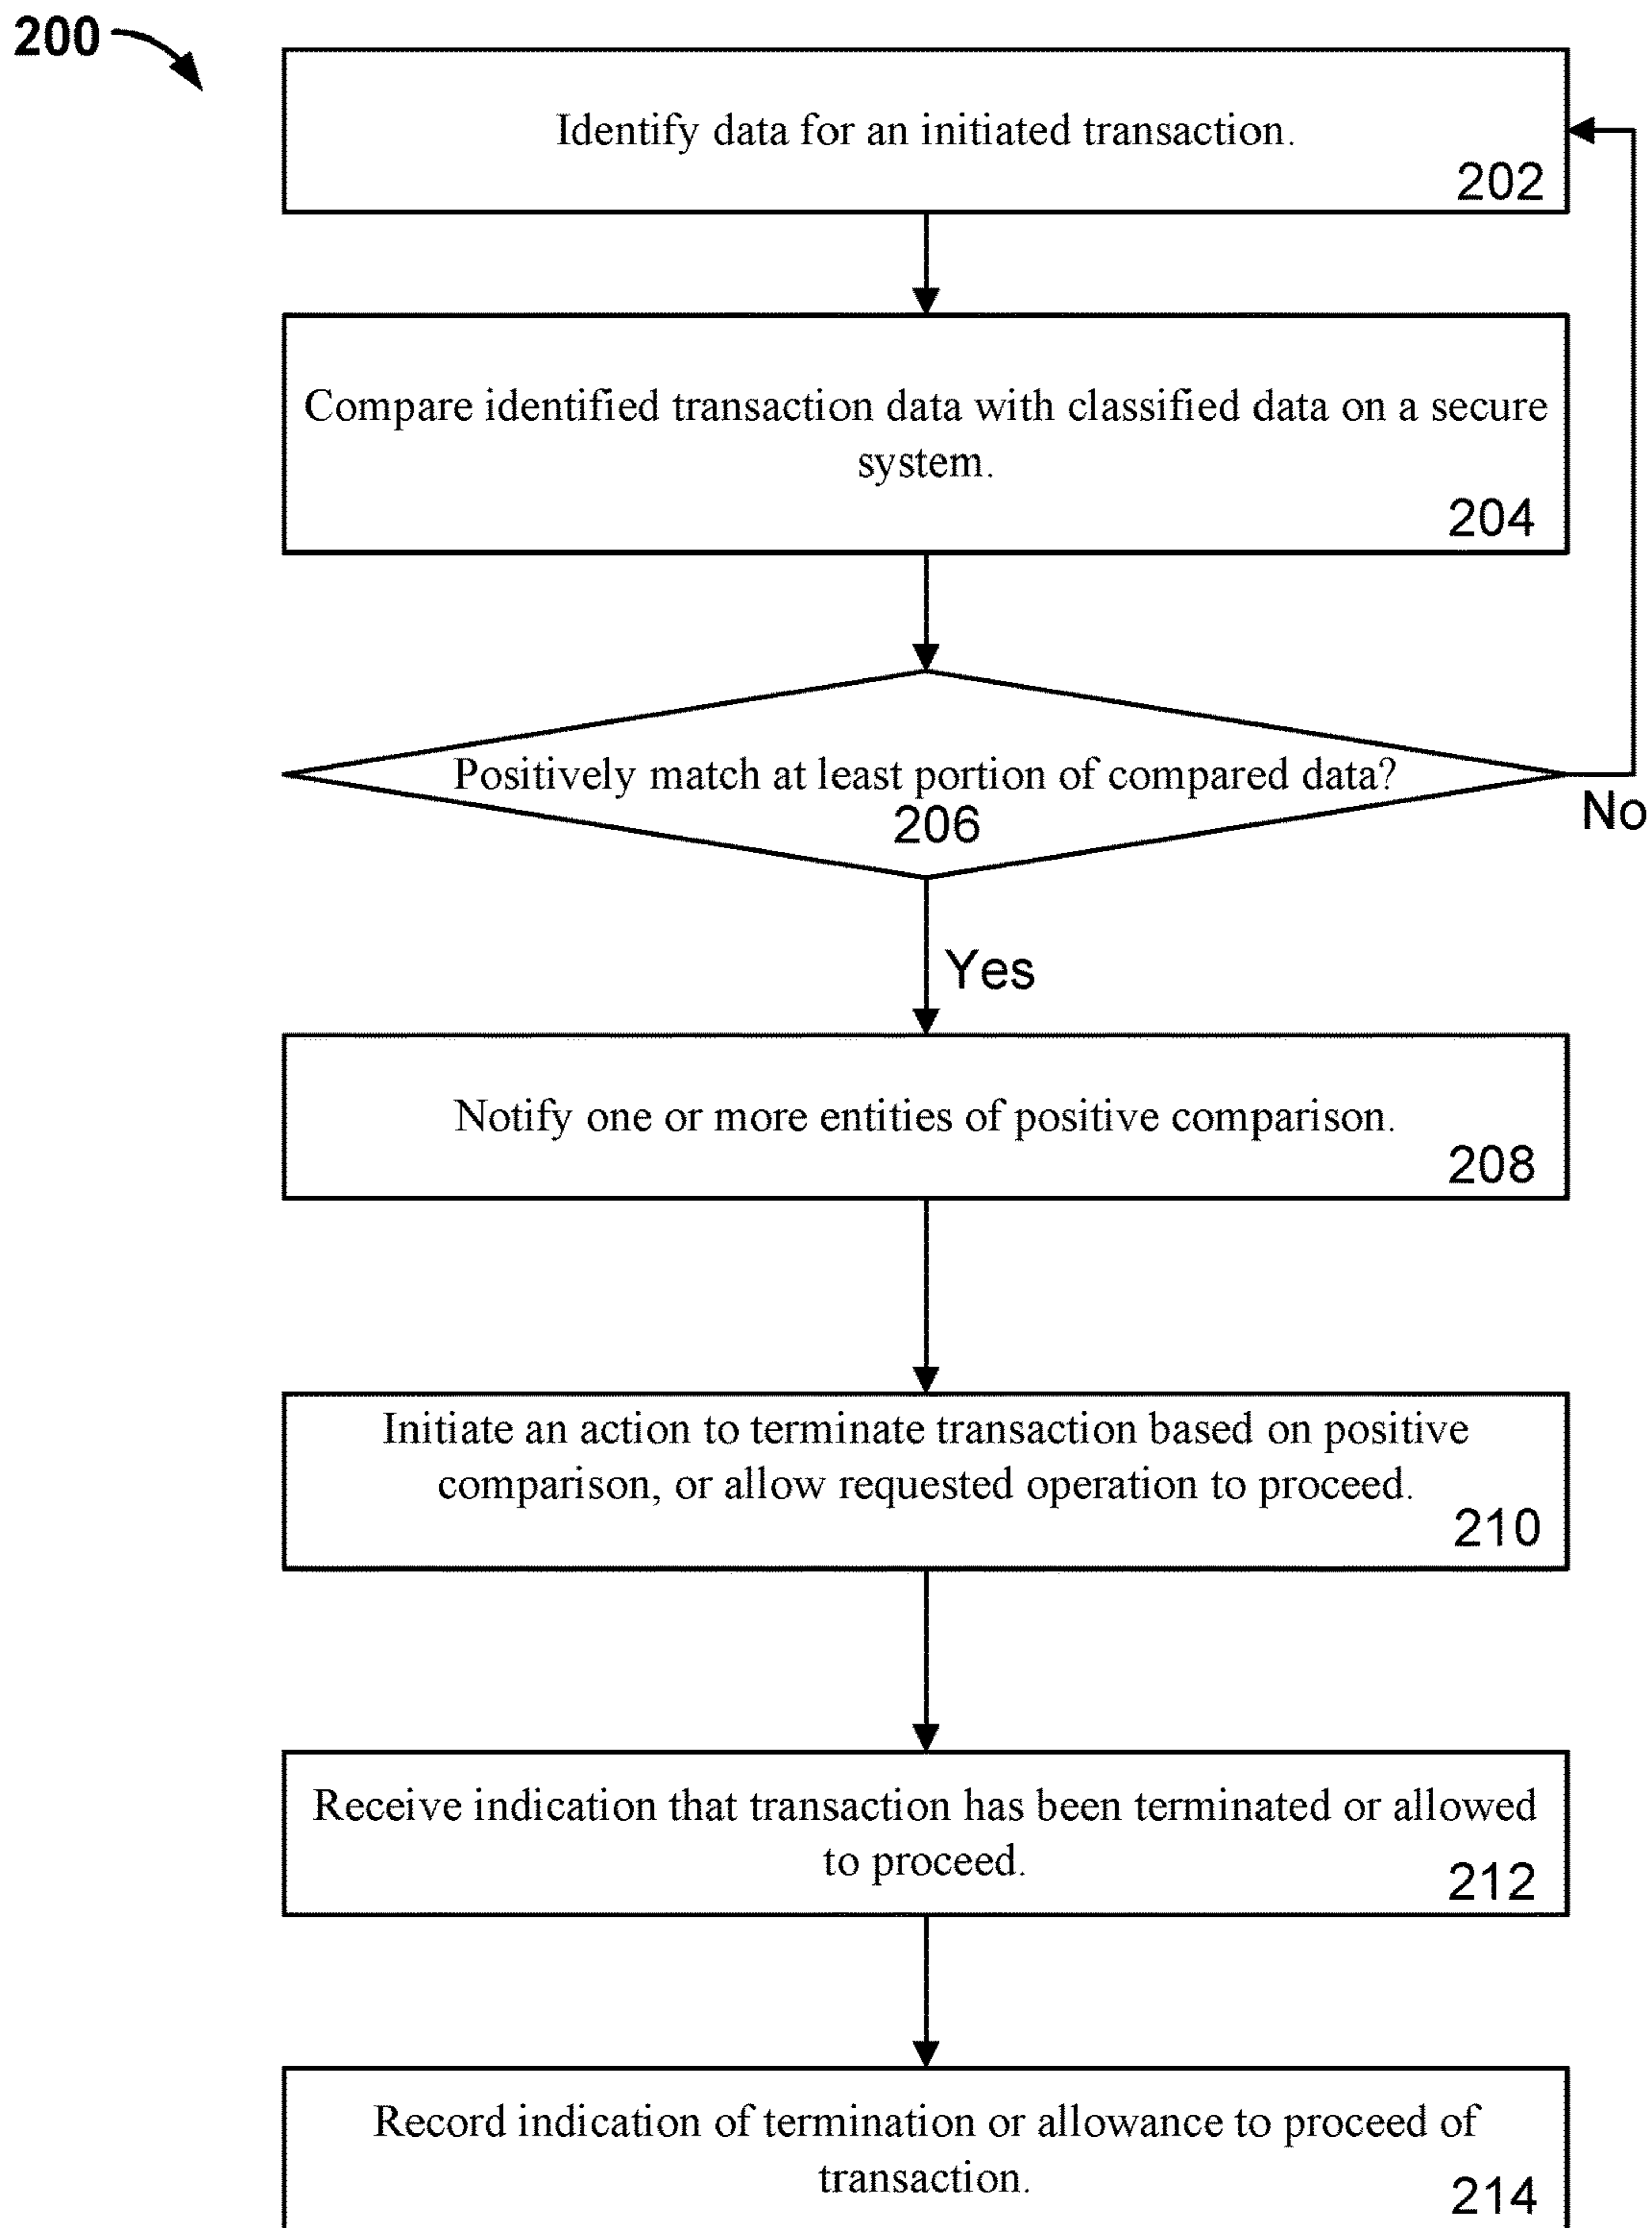 200
Identify data for an initiated transaction.
202
Compare identified transaction data with classified data on a secure
system.
204
Positively match at least portion of compared data?
206
No
Yes
Notify one or more entities of positive comparison.
208
Initiate an action to terminate transaction based on positive
comparison, or allow requested operation to proceed.
210
Receive indication that transaction has been terminated or allowed
to proceed.
212
Record indication of termination or allowance to proceed of
transaction.
214